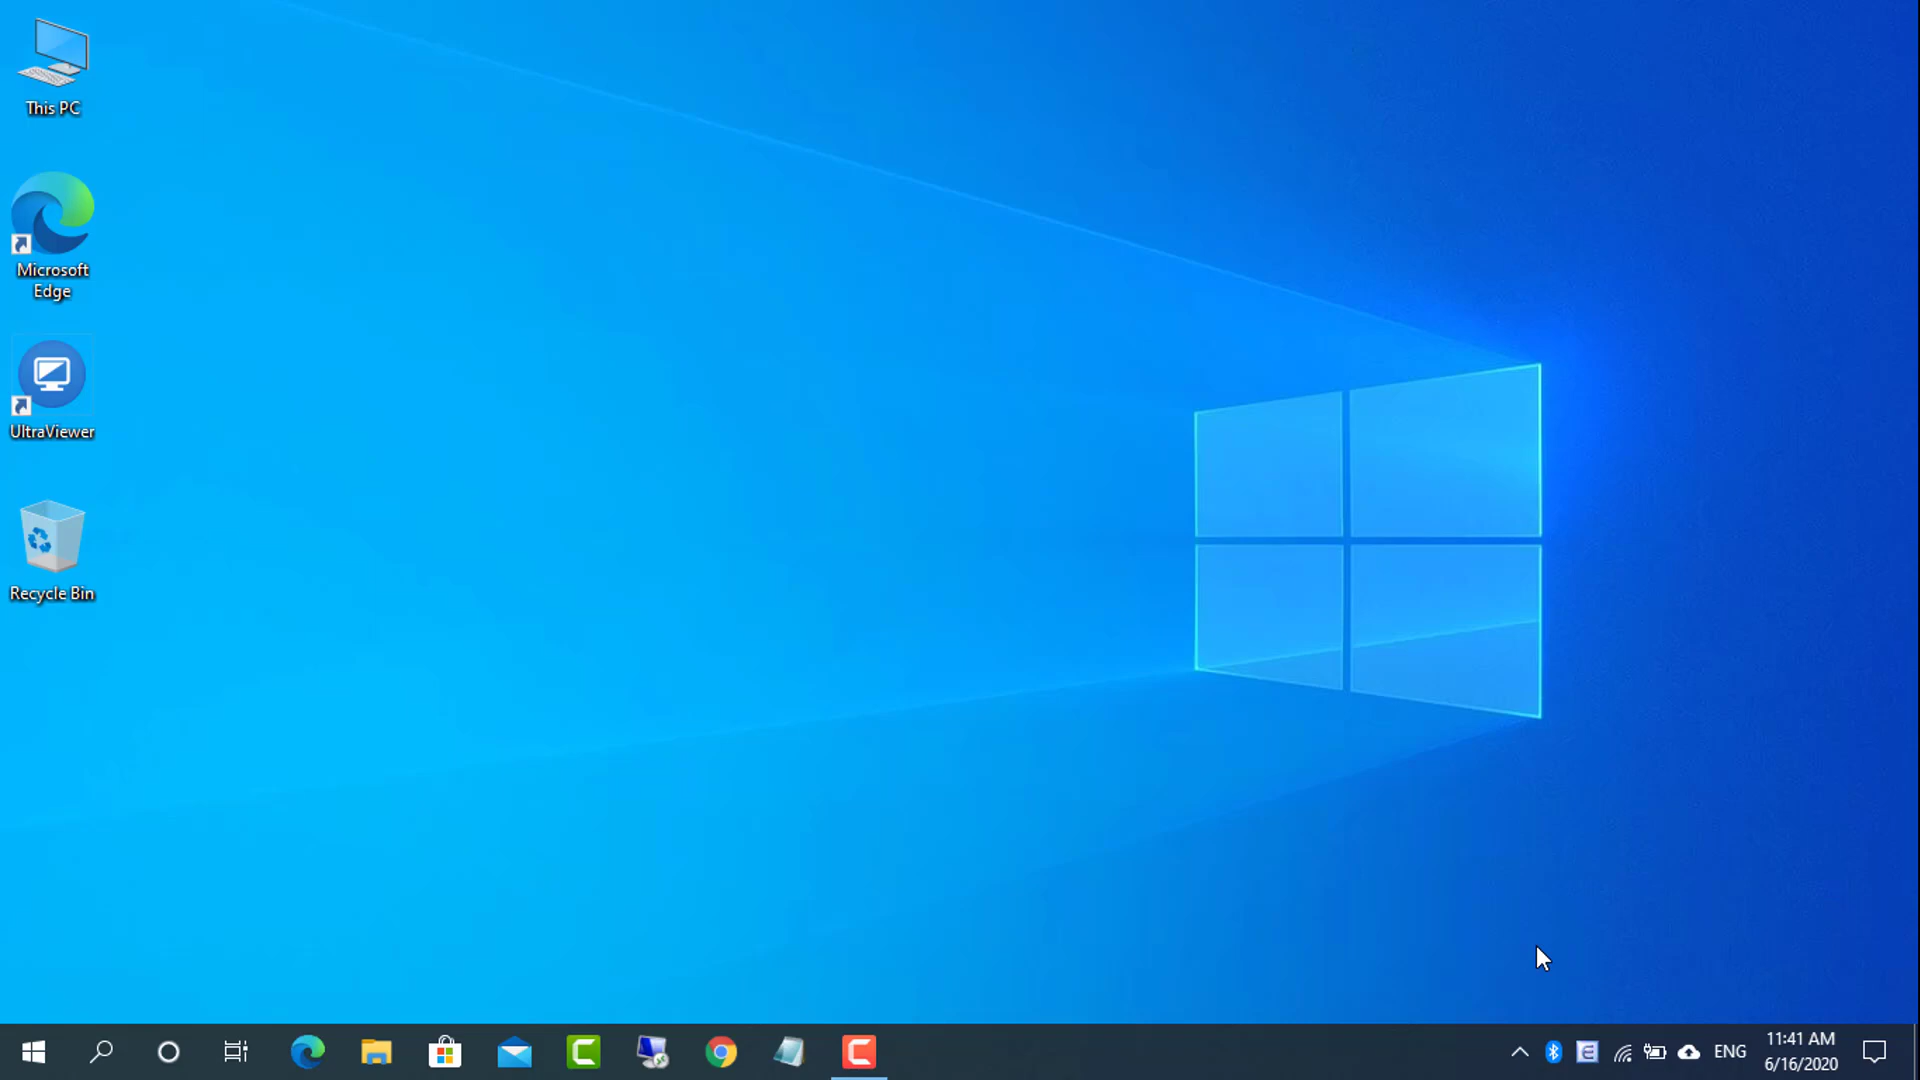 This PC
Microsoft
Edge
UltraViewer
Recycle Bin
ENG
11:41 AM
6/16/2020